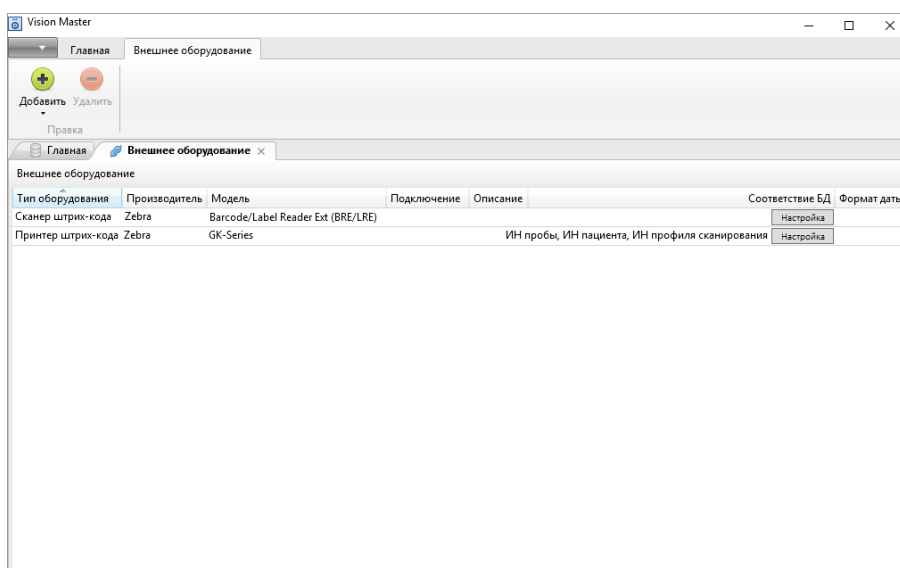 Vision Master
Главная Внешнее оборудование
Добавить Удалить
Правка
Главная Внешнее оборудование
Внешнее оборудование
Тип оборудования Производитель Модель Подключение Описание Соответствие БД Формат даты
Сканер штрих-кода Zebra Barcode/Label Reader Ext (BRE/LRE) Настройка
Принтер штрих-кода Zebra GK-Series ИН пробы, ИН пациента, ИН профиля сканирования Настройка